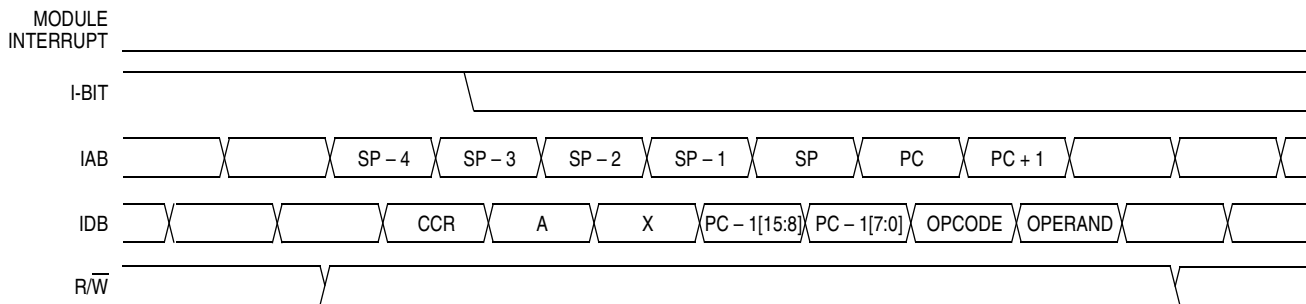 MODULE
INTERRUPT
I-BIT
IAB SP – 4 SP – 3 SP – 2 SP – 1 SP PC PC + 1
IDB CCR A X PC – 1[15:8] PC – 1[7:0] OPCODE OPERAND
R/W̅